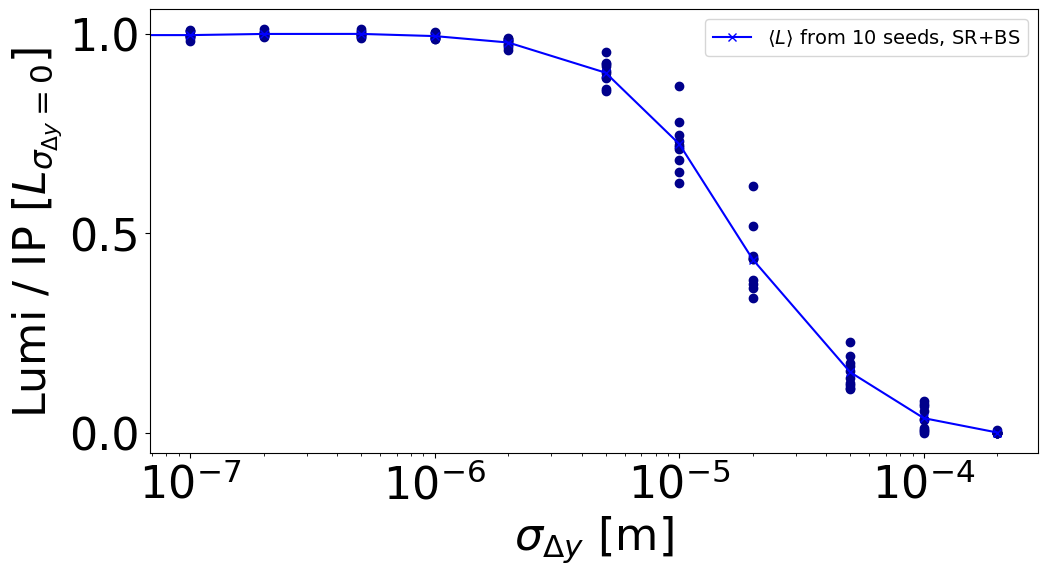 ⟨L⟩ from 10 seeds, SR+BS
Lumi / IP [L_{σ_{Δy}=0}]
1.0
0.5
0.0
10⁻⁷ 10⁻⁶ 10⁻⁵ 10⁻⁴
σ_{Δy} [m]